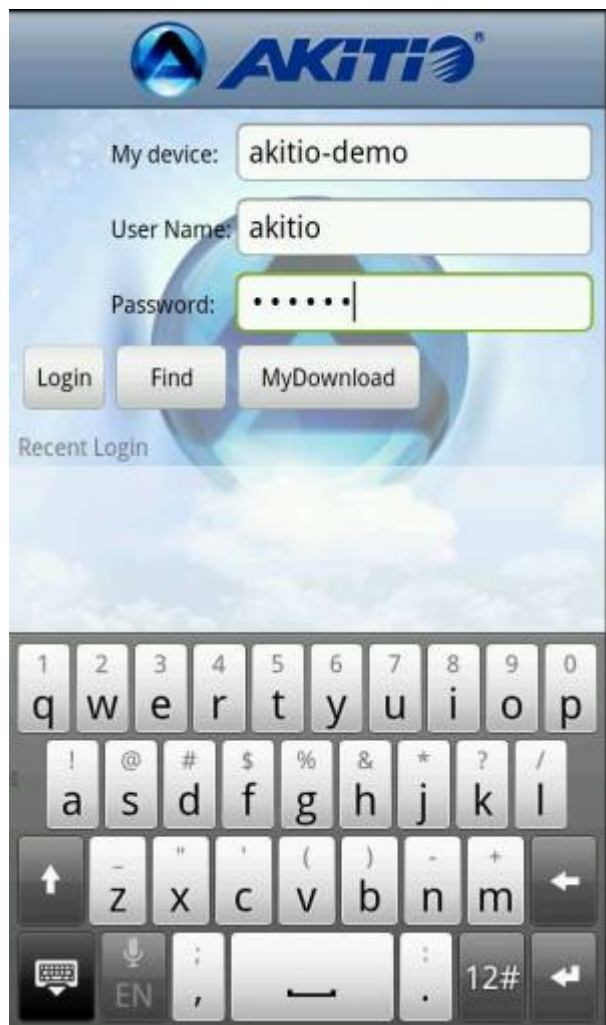 AKiTiO®
My device: akitio-demo
User Name: akitio
Password: ••••••
Login Find MyDownload
Recent Login
1 2 3 4 5 6 7 8 9 0
q w e r t y u i o p
! @ # $ % & * ? /
a s d f g h j k l
_ " ' ( ) - +
z x c v b n m
; :
EN , . 12#